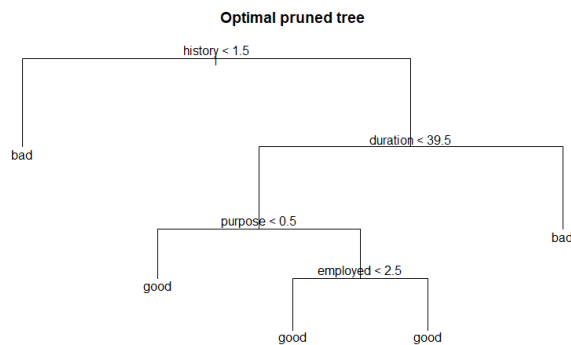 Optimal pruned tree
history < 1.5
bad
duration < 39.5
purpose < 0.5
bad
good
employed < 2.5
good
good